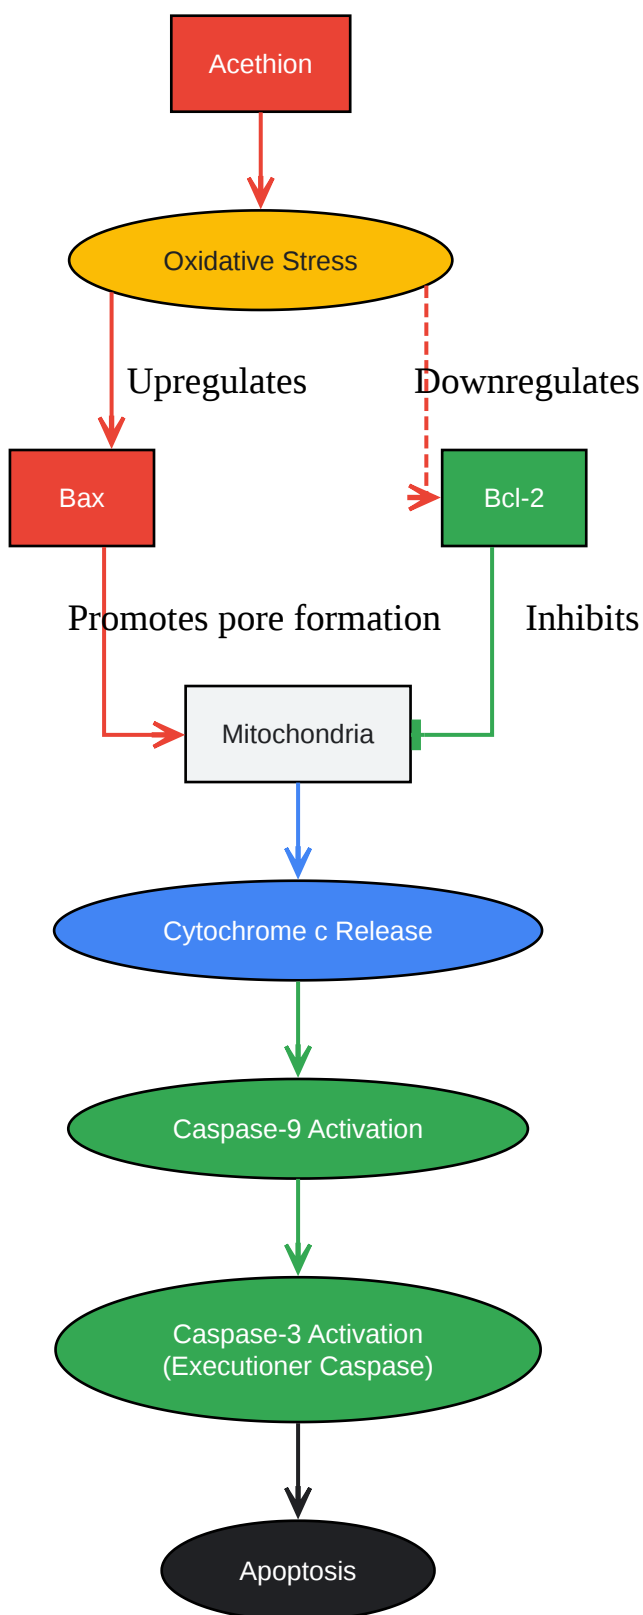 Acethion
Oxidative Stress
Upregulates
Downregulates
Bax
Bcl-2
Promotes pore formation
Inhibits
Mitochondria
Cytochrome c Release
Caspase-9 Activation
Caspase-3 Activation
(Executioner Caspase)
Apoptosis